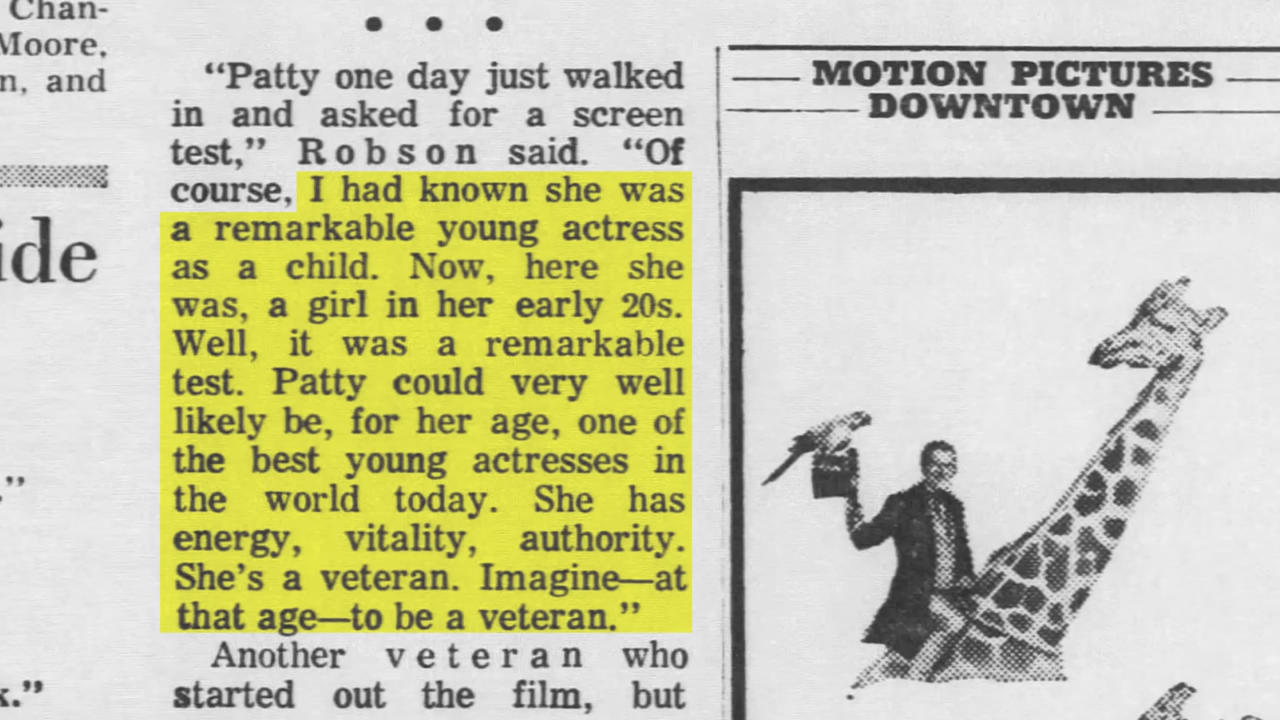 Chan-
Moore,
n, and
ide
”
k.”
“Patty one day just walked
in and asked for a screen
test,” Robson said. “Of
course, I had known she was
a remarkable young actress
as a child. Now, here she
was, a girl in her early 20s.
Well, it was a remarkable
test. Patty could very well
likely be, for her age, one of
the best young actresses in
the world today. She has
energy, vitality, authority.
She’s a veteran. Imagine—at
that age—to be a veteran.”
Another veteran who
started out the film, but
MOTION PICTURES
DOWNTOWN